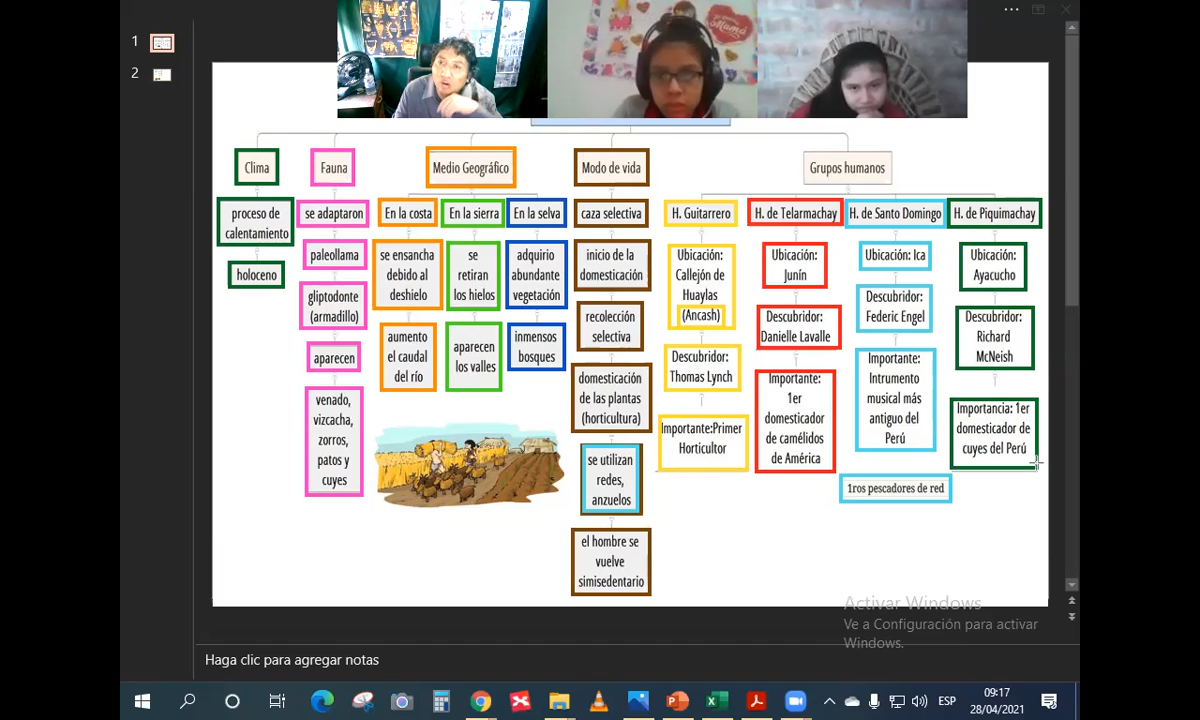 1
2
Clima
Fauna
Medio Geográfico
Modo de vida
Grupos humanos
proceso de
calentamiento
holoceno
se adaptaron
paleollama
gliptodonte
(armadillo)
aparecen
venado,
vizcacha,
zorros,
patos y
cuyes
En la costa
se ensancha
debido al
deshielo
aumento
el caudal
del río
En la sierra
se
retiran
los hielos
aparecen
los valles
En la selva
adquirio
abundante
vegetación
inmensos
bosques
caza selectiva
inicio de la
domesticación
recolección
selectiva
domesticación
de las plantas
(horticultura)
se utilizan
redes,
anzuelos
el hombre se
vuelve
simisedentario
H. Guitarrero
Ubicación:
Callejón de
Huaylas
(Ancash)
Descubridor:
Thomas Lynch
Importante:Primer
Horticultor
H. de Telarmachay
Ubicación:
Junín
Descubridor:
Danielle Lavalle
Importante:
1er
domesticador
de camélidos
de América
H. de Santo Domingo
Ubicación: Ica
Descubridor:
Federic Engel
Importante:
Intrumento
musical más
antiguo del
Perú
1ros pescadores de red
H. de Piquimachay
Ubicación:
Ayacucho
Descubridor:
Richard
McNeish
Importancia: 1er
domesticador de
cuyes del Perú
Activar Windows
Ve a Configuración para activar
Windows.
Haga clic para agregar notas
ESP
09:17
28/04/2021